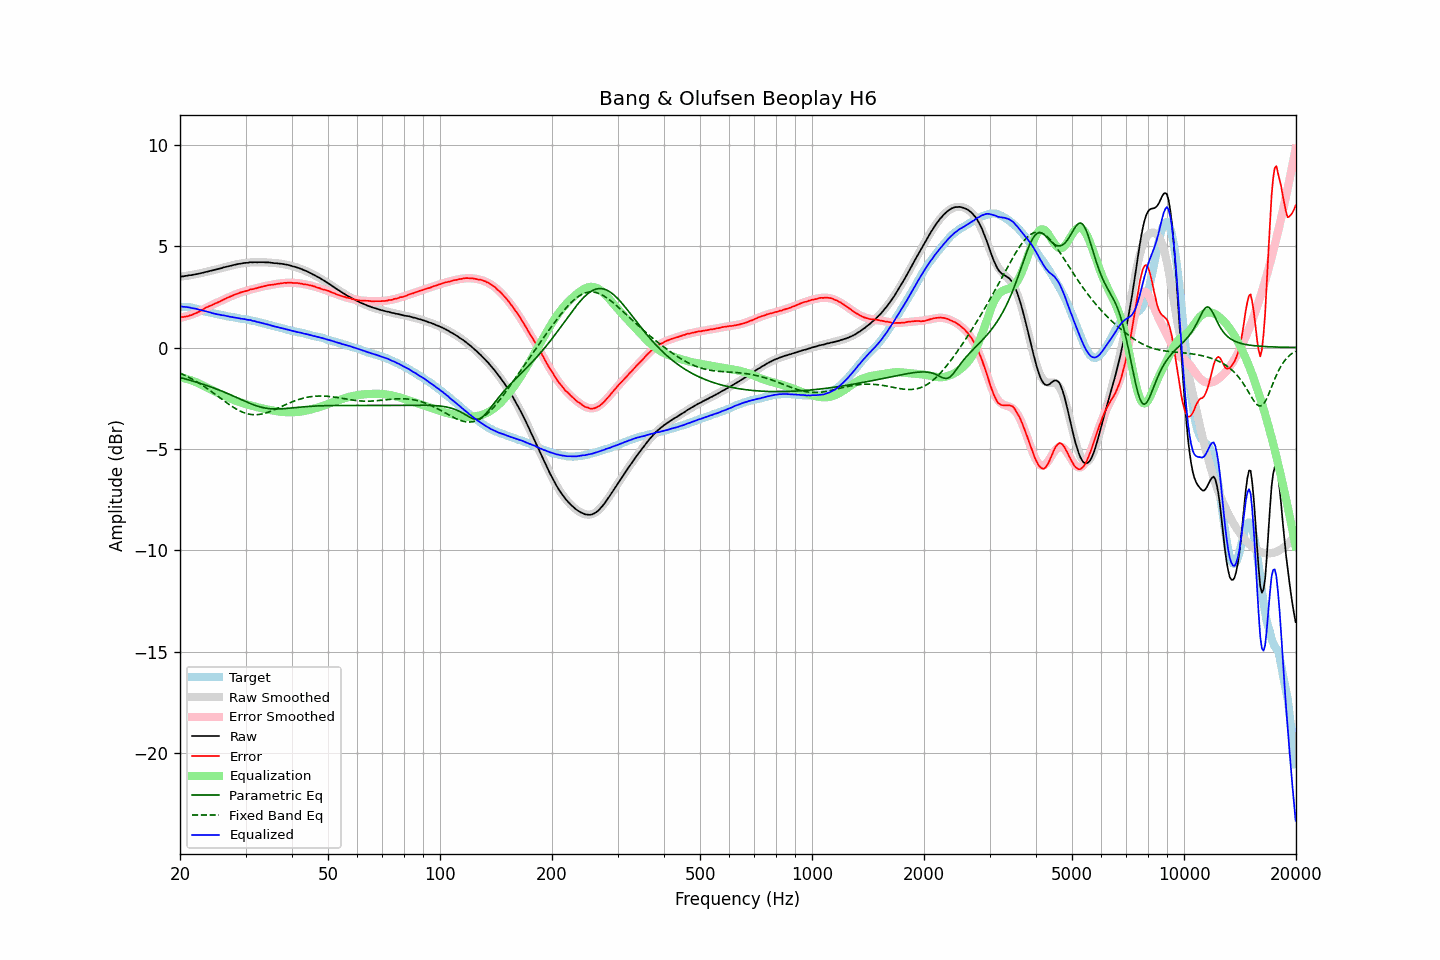 Bang & Olufsen Beoplay H6
10
5
0
−5
−10
−15
−20
Amplitude (dBr)
Target
Raw Smoothed
Error Smoothed
Raw
Error
Equalization
Parametric Eq
Fixed Band Eq
Equalized
20 50 100 200 500 1000 2000 5000 10000 20000
Frequency (Hz)